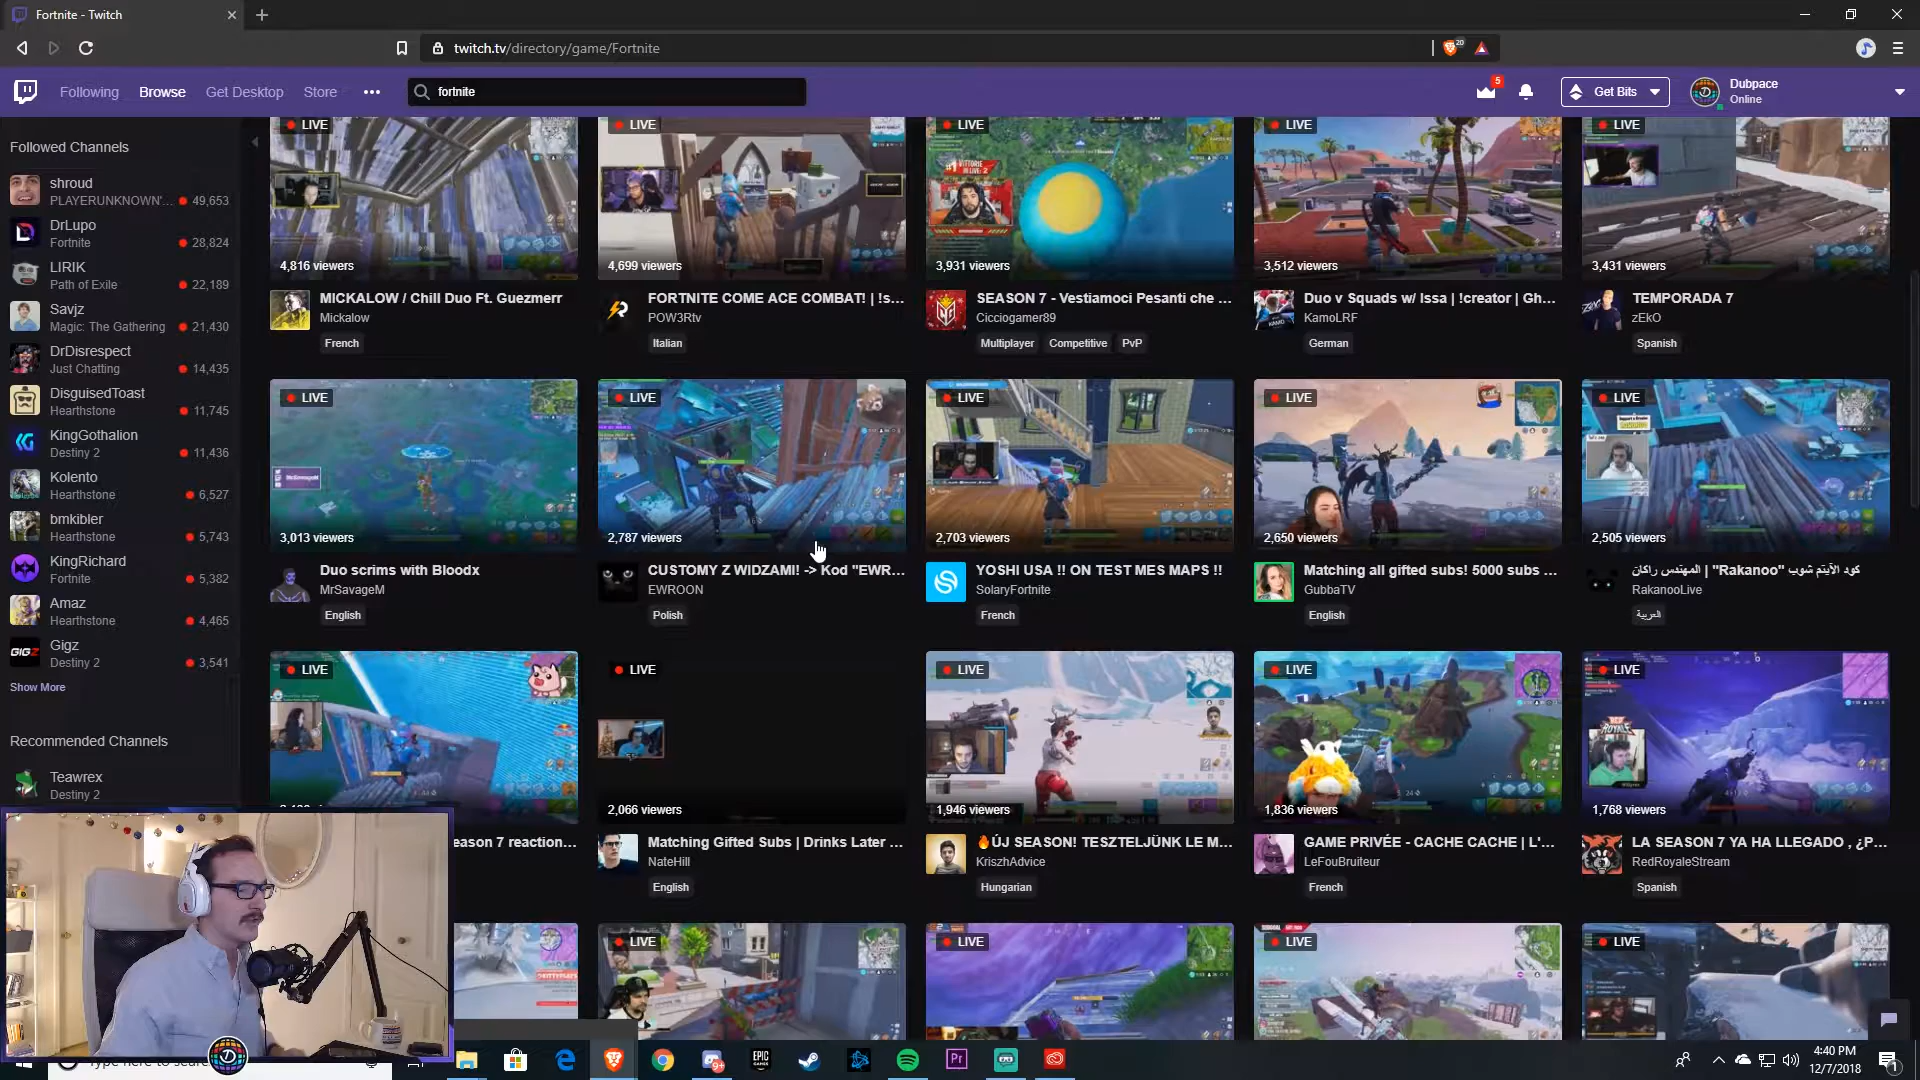 Fortnite - Twitch
twitch.tv/directory/game/Fortnite
20
Following
Browse
Get Desktop
Store
fortnite
5
Get Bits
Dubpace
Online
Followed Channels
shroud
PLAYERUNKNOWN'...
49,653
DrLupo
Fortnite
28,824
LIRIK
Path of Exile
22,189
Savjz
Magic: The Gathering
21,430
DrDisrespect
Just Chatting
14,435
DisguisedToast
Hearthstone
11,745
KingGothalion
Destiny 2
11,436
Kolento
Hearthstone
6,527
bmkibler
Hearthstone
5,743
KingRichard
Fortnite
5,382
Amaz
Hearthstone
4,465
Gigz
Destiny 2
3,541
Show More
Recommended Channels
Teawrex
Destiny 2
LIVE
4,816 viewers
MICKALOW / Chill Duo Ft. Guezmerr
Mickalow
French
LIVE
4,699 viewers
FORTNITE COME ACE COMBAT! | !s...
POW3Rtv
Italian
LIVE
3,931 viewers
SEASON 7 - Vestiamoci Pesanti che ...
Cicciogamer89
Multiplayer
Competitive
PvP
LIVE
3,512 viewers
Duo v Squads w/ Issa | !creator | Gh...
KamoLRF
German
LIVE
3,431 viewers
TEMPORADA 7
zEkO
Spanish
LIVE
3,013 viewers
Duo scrims with Bloodx
MrSavageM
English
LIVE
2,787 viewers
CUSTOMY Z WIDZAMI! -> Kod "EWR...
EWROON
Polish
LIVE
2,703 viewers
YOSHI USA !! ON TEST MES MAPS !!
SolaryFortnite
French
LIVE
2,650 viewers
Matching all gifted subs! 5000 subs ...
GubbaTV
English
LIVE
2,505 viewers
كود الآيتم شوب "Rakanoo" | المهندس راكان
RakanooLive
العربية
LIVE
eason 7 reaction...
LIVE
2,066 viewers
Matching Gifted Subs | Drinks Later ...
NateHill
English
LIVE
1,946 viewers
🔥ÚJ SEASON! TESZTELJÜNK LE M...
KriszhAdvice
Hungarian
LIVE
1,836 viewers
GAME PRIVÉE - CACHE CACHE | L'...
LeFouBruiteur
French
LIVE
1,768 viewers
LA SEASON 7 YA HA LLEGADO , ¿P...
RedRoyaleStream
Spanish
LIVE
LIVE
LIVE
LIVE
4:40 PM
12/7/2018